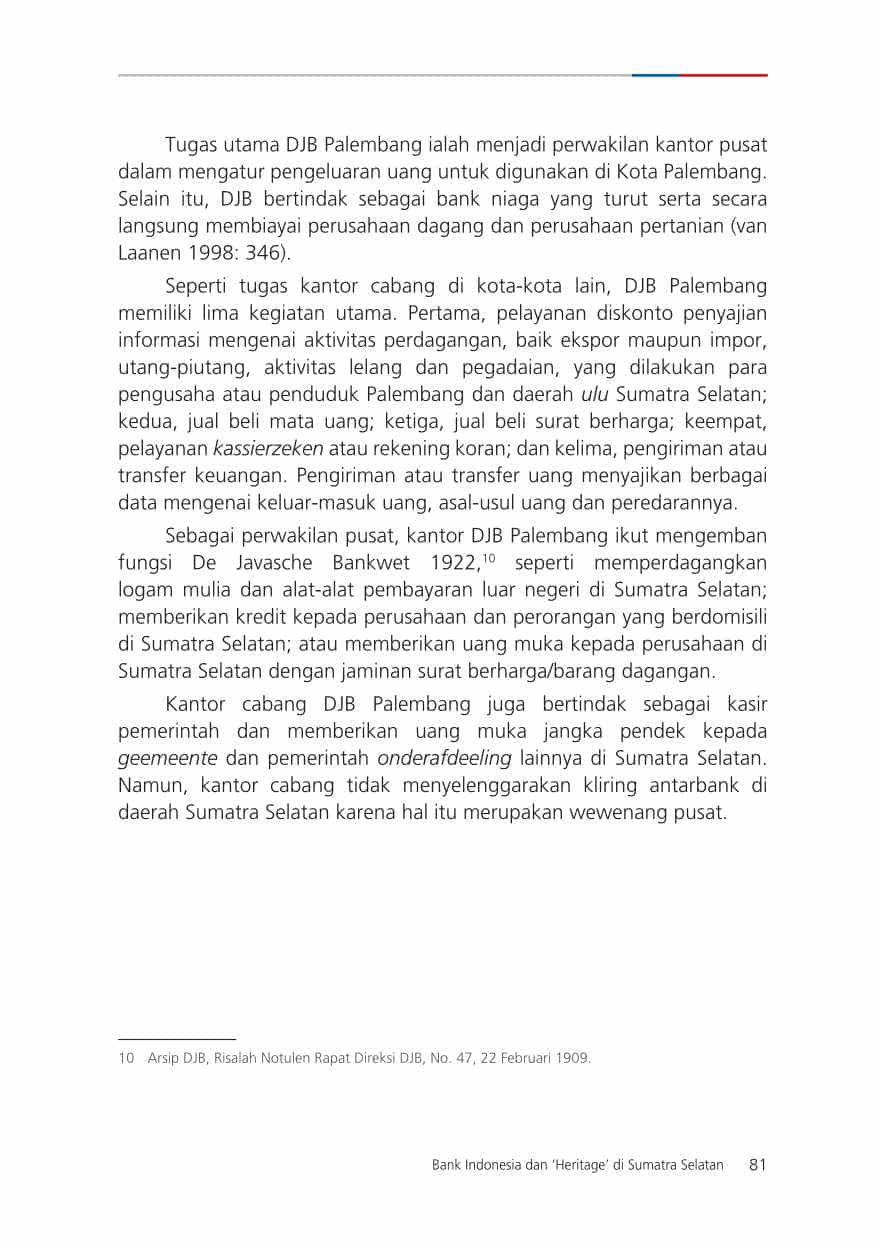 Tugas utama DJB Palembang ialah menjadi perwakilan kantor pusat
dalam mengatur pengeluaran uang untuk digunakan di Kota Palembang.
Selain itu, DJB bertindak sebagai bank niaga yang turut serta secara
langsung membiayai perusahaan dagang dan perusahaan pertanian (van
Laanen 1998: 346).
Seperti tugas kantor cabang di kota-kota lain, DJB Palembang
memiliki lima kegiatan utama. Pertama, pelayanan diskonto penyajian
informasi mengenai aktivitas perdagangan, baik ekspor maupun impor,
utang-piutang, aktivitas lelang dan pegadaian, yang dilakukan para
pengusaha atau penduduk Palembang dan daerah ulu Sumatra Selatan;
kedua, jual beli mata uang; ketiga, jual beli surat berharga; keempat,
pelayanan kassierzeken atau rekening koran; dan kelima, pengiriman atau
transfer keuangan. Pengiriman atau transfer uang menyajikan berbagai
data mengenai keluar-masuk uang, asal-usul uang dan peredarannya.
Sebagai perwakilan pusat, kantor DJB Palembang ikut mengemban
fungsi De Javasche Bankwet 1922,10 seperti memperdagangkan
logam mulia dan alat-alat pembayaran luar negeri di Sumatra Selatan;
memberikan kredit kepada perusahaan dan perorangan yang berdomisili
di Sumatra Selatan; atau memberikan uang muka kepada perusahaan di
Sumatra Selatan dengan jaminan surat berharga/barang dagangan.
Kantor cabang DJB Palembang juga bertindak sebagai kasir
pemerintah dan memberikan uang muka jangka pendek kepada
geemeente dan pemerintah onderafdeeling lainnya di Sumatra Selatan.
Namun, kantor cabang tidak menyelenggarakan kliring antarbank di
daerah Sumatra Selatan karena hal itu merupakan wewenang pusat.
10 Arsip DJB, Risalah Notulen Rapat Direksi DJB, No. 47, 22 Februari 1909.
Bank Indonesia dan ‘Heritage’ di Sumatra Selatan 81